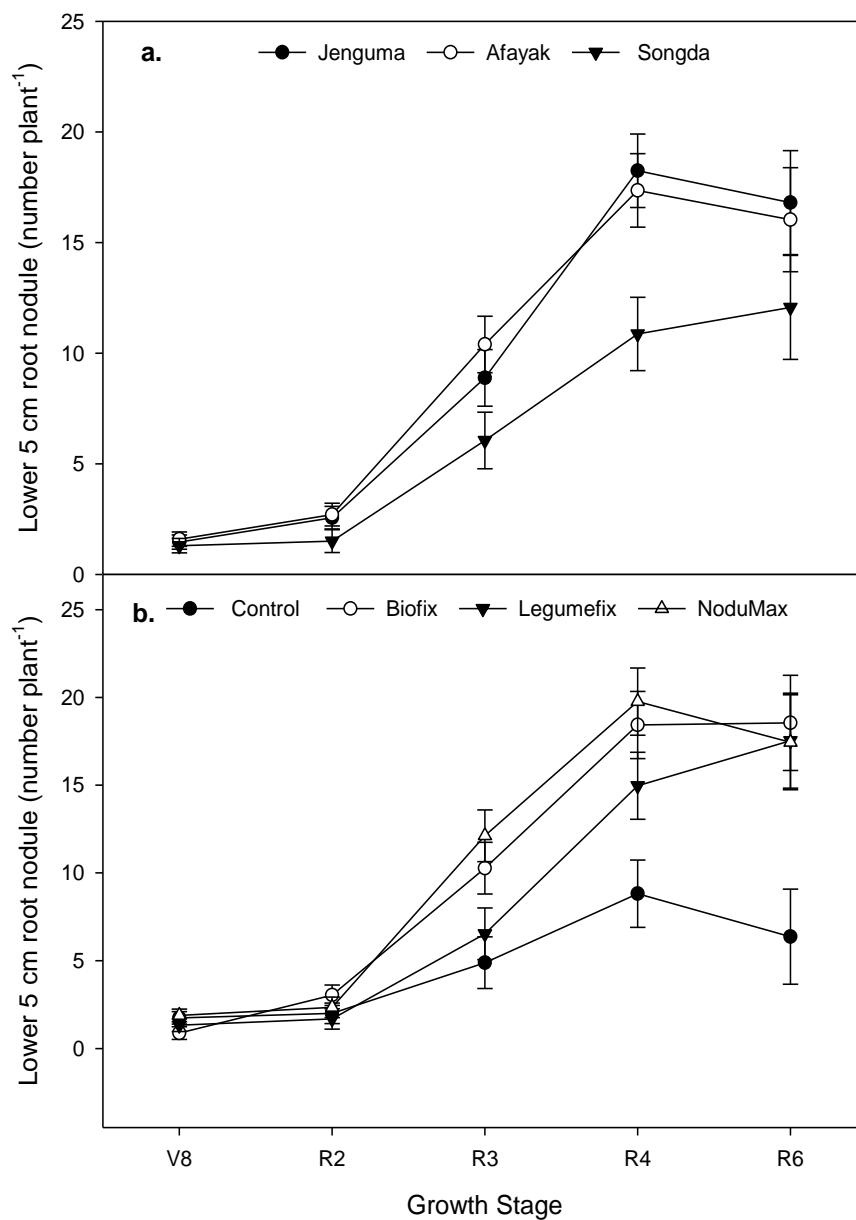 25
a.
Jenguma
Afayak
Songda
20
15
10
5
0
Lower 5 cm root nodule (number plant⁻¹)
b.
Control
Biofix
Legumefix
NoduMax
25
20
15
10
5
0
Lower 5 cm root nodule (number plant⁻¹)
V8
R2
R3
R4
R6
Growth Stage